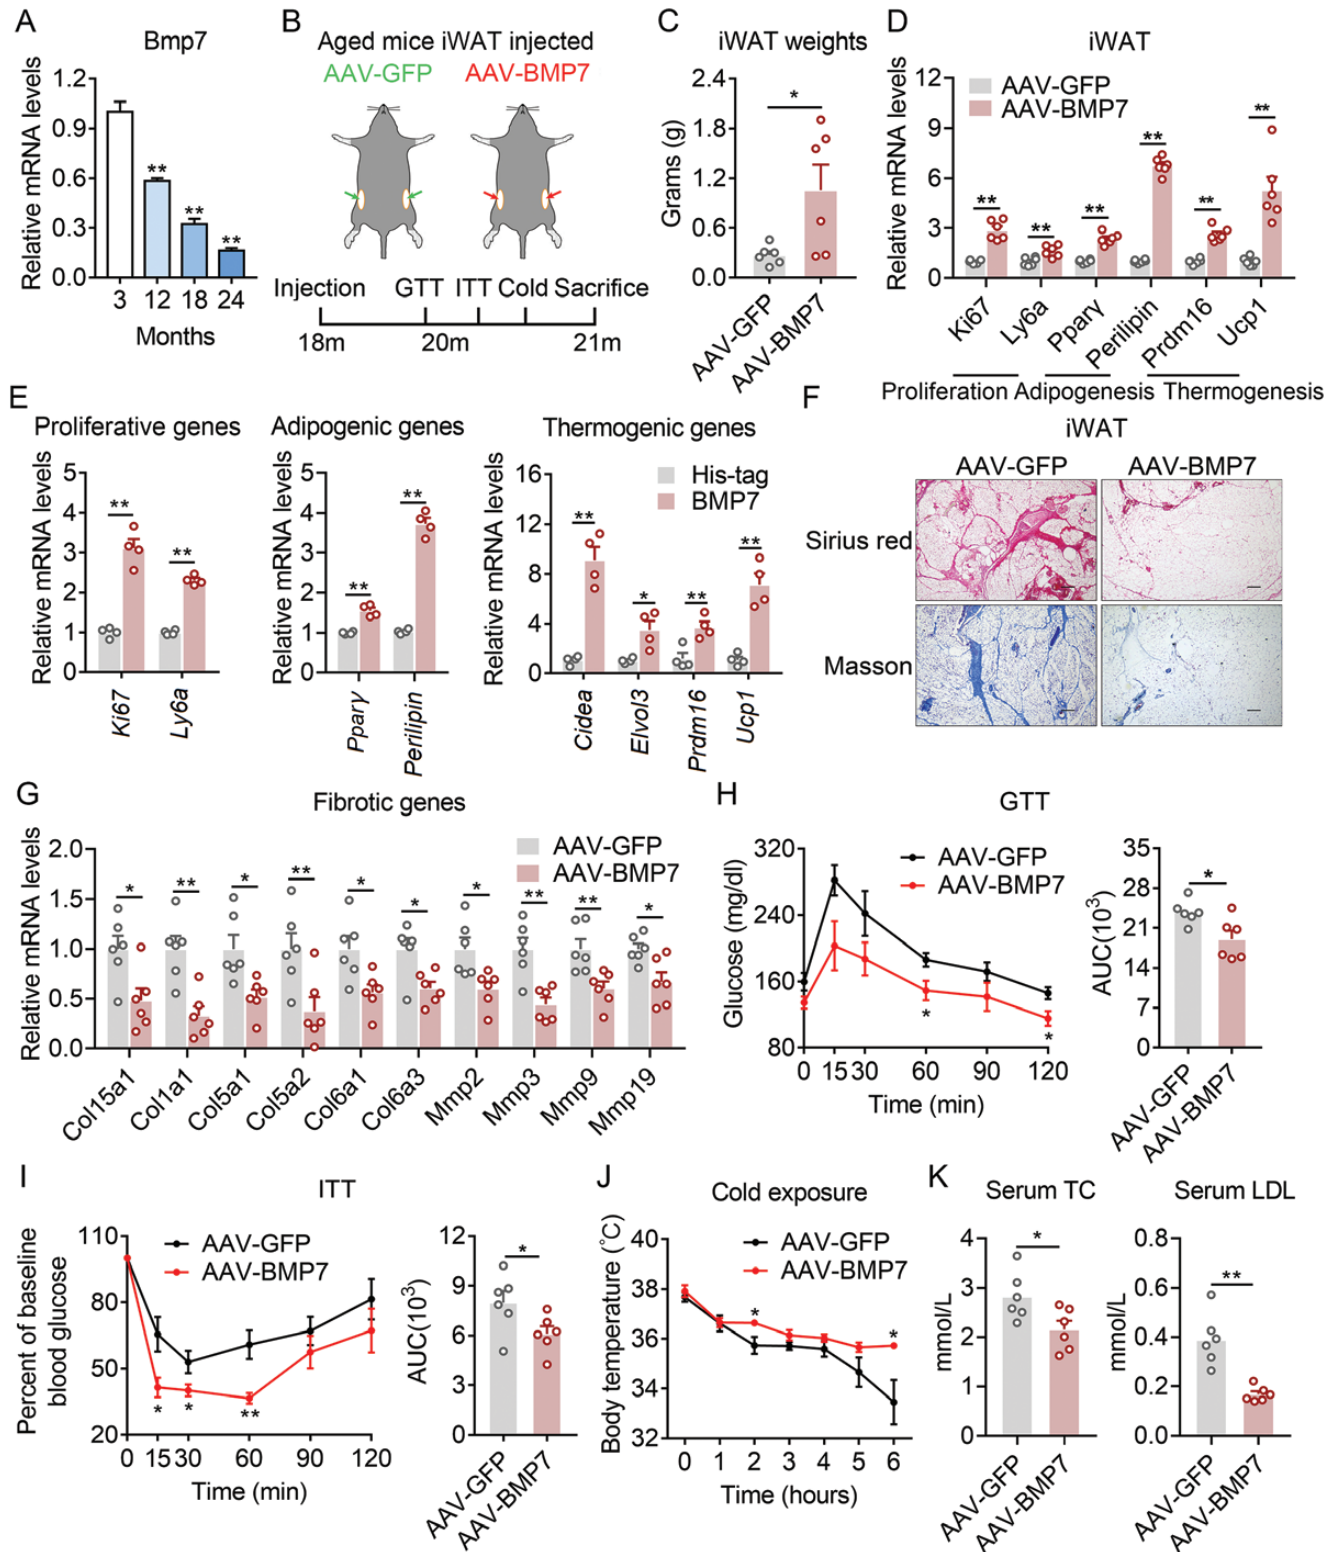 A
Bmp7
Relative mRNA levels
1.2
0.9
0.6
0.3
0.0
**
**
**
3 12 18 24
Months
B
Aged mice iWAT injected
AAV-GFP AAV-BMP7
Injection GTT ITT Cold Sacrifice
18m 20m 21m
C
iWAT weights
Grams (g)
2.4
1.8
1.2
0.6
0.0
*
AAV-GFP
AAV-BMP7
D
iWAT
Relative mRNA levels
12
9
6
3
0
AAV-GFP
AAV-BMP7
**
**
**
**
**
**
Ki67
Ly6a
Pparγ
Perilipin
Prdm16
Ucp1
Proliferation Adipogenesis Thermogenesis
E
Proliferative genes
Relative mRNA levels
5
4
3
2
1
0
**
**
Ki67
Ly6a
Adipogenic genes
Relative mRNA levels
5
4
3
2
1
0
**
**
Pparγ
Perilipin
Thermogenic genes
Relative mRNA levels
16
12
8
4
0
His-tag
BMP7
**
*
**
**
Cidea
Elvol3
Prdm16
Ucp1
F
iWAT
AAV-GFP AAV-BMP7
Sirius red
Masson
G
Fibrotic genes
Relative mRNA levels
2.0
1.5
1.0
0.5
0.0
AAV-GFP
AAV-BMP7
*
**
*
**
*
*
*
**
**
*
Col15a1
Col1a1
Col5a1
Col5a2
Col6a1
Col6a3
Mmp2
Mmp3
Mmp9
Mmp19
H
GTT
Glucose (mg/dl)
320
240
160
80
AAV-GFP
AAV-BMP7
*
*
0 15 30 60 90 120
Time (min)
AUC(10³)
35
28
21
14
7
0
*
AAV-GFP
AAV-BMP7
I
ITT
Percent of baseline
blood glucose
110
80
50
20
AAV-GFP
AAV-BMP7
*
*
**
0 15 30 60 90 120
Time (min)
AUC(10³)
12
9
6
3
0
*
AAV-GFP
AAV-BMP7
J
Cold exposure
Body temperature (°C)
40
38
36
34
32
AAV-GFP
AAV-BMP7
*
*
0 1 2 3 4 5 6
Time (hours)
K
Serum TC
mmol/L
4
3
2
1
0
*
AAV-GFP
AAV-BMP7
Serum LDL
mmol/L
0.8
0.6
0.4
0.2
0.0
**
AAV-GFP
AAV-BMP7